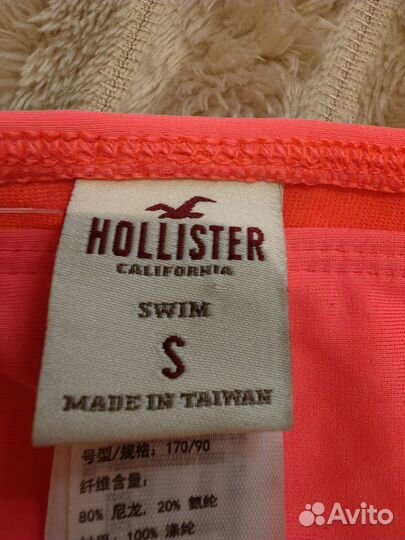 HOLLISTER
CALIFORNIA
SWIM
S
MADE IN TAIWAN
号型/规格: 170/90
纤维含量:
80% 尼龙, 20% 氨纶
100% 涤纶
Avito